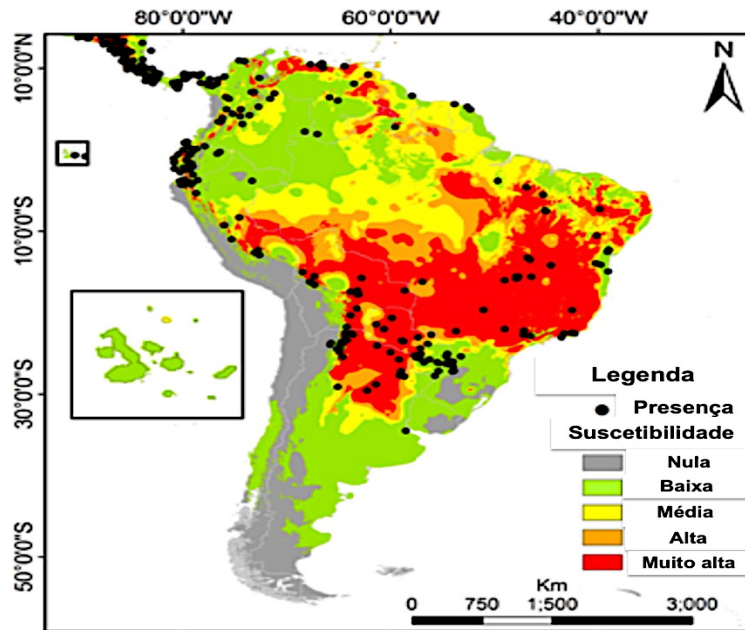 80°0'0"W 60°0'0"W 40°0'0"W
10°0'0"N
10°0'0"S
30°0'0"S
50°0'0"S
N
Legenda
Presença
Suscetibilidade
Nula
Baixa
Média
Alta
Muito alta
Km
0 750 1:500 3:000